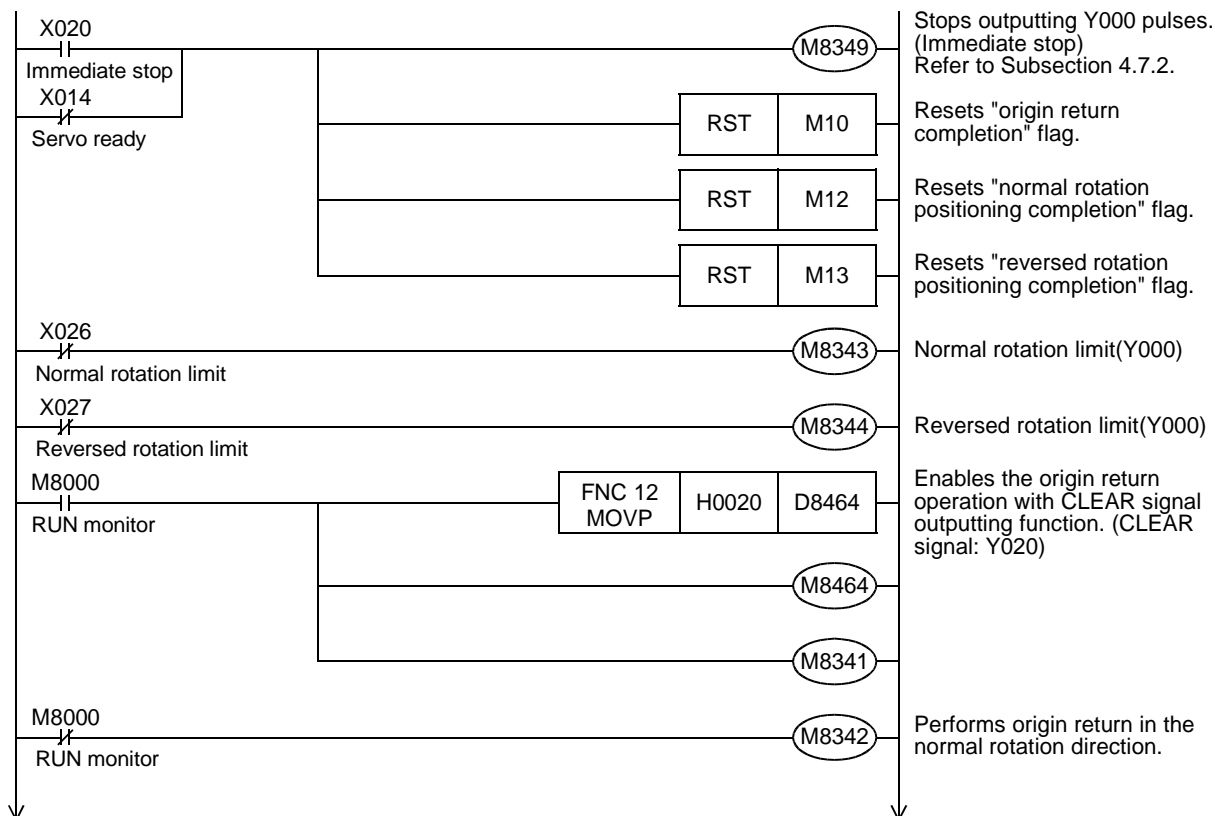 X020
Immediate stop
X014
Servo ready
M8349
Stops outputting Y000 pulses.
(Immediate stop)
Refer to Subsection 4.7.2.
RST M10
Resets "origin return
completion" flag.
RST M12
Resets "normal rotation
positioning completion" flag.
RST M13
Resets "reversed rotation
positioning completion" flag.
X026
Normal rotation limit
M8343
Normal rotation limit(Y000)
X027
Reversed rotation limit
M8344
Reversed rotation limit(Y000)
M8000
RUN monitor
FNC 12
MOVP
H0020
D8464
Enables the origin return
operation with CLEAR signal
outputting function. (CLEAR
signal: Y020)
M8464
M8341
M8000
RUN monitor
M8342
Performs origin return in the
normal rotation direction.